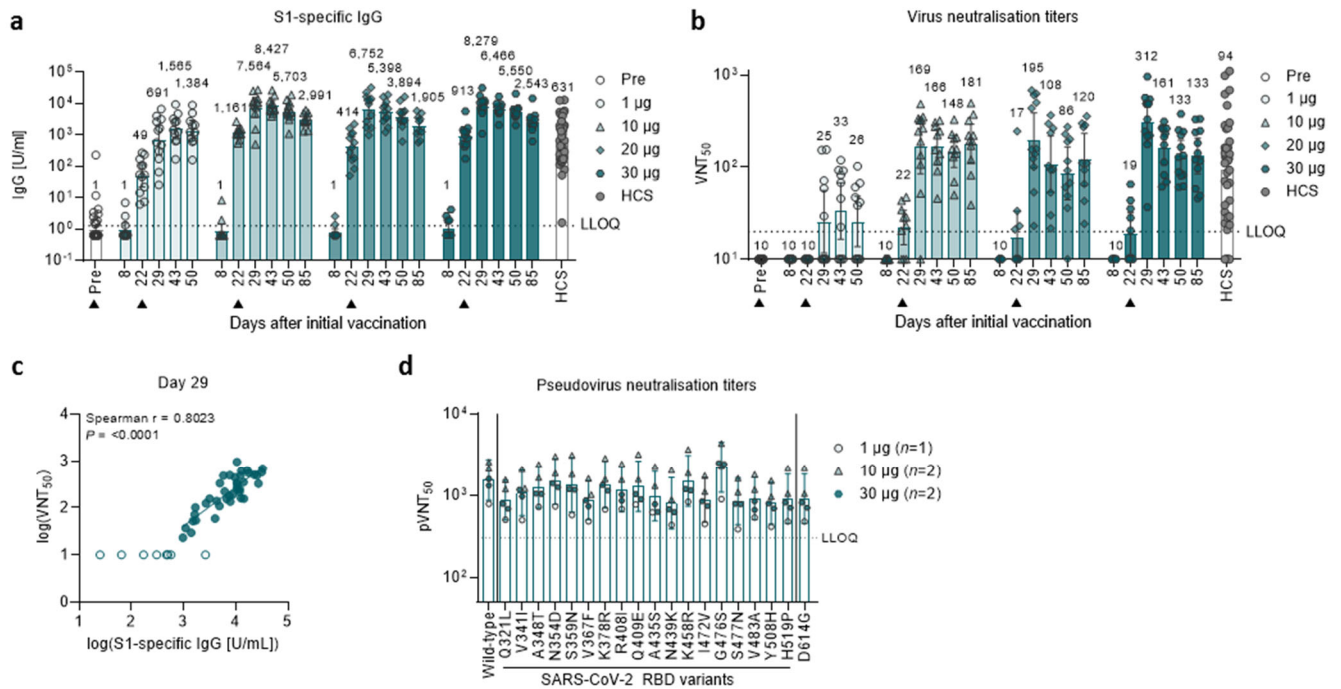 a
S1-specific IgG
IgG [U/ml]
10⁵
10⁴
10³
10²
10¹
10⁰
10⁻¹
1
1
49
691
1,565
1,384
1
1,161
7,564
8,427
5,703
2,991
1
414
6,752
5,398
3,894
1,905
1
913
8,279
6,466
5,550
2,543
631
LLOQ
Pre
8
22
29
43
50
8
22
29
43
50
85
8
22
29
43
50
85
8
22
29
43
50
85
HCS
Days after initial vaccination
Pre
1 µg
10 µg
20 µg
30 µg
HCS
b
Virus neutralisation titers
VNT₅₀
10³
10²
10¹
10
10
10
25
33
26
10
22
169
166
148
181
10
17
195
108
86
120
10
19
312
161
133
133
94
LLOQ
Pre
8
22
29
43
50
8
22
29
43
50
85
8
22
29
43
50
85
8
22
29
43
50
85
HCS
Days after initial vaccination
Pre
1 µg
10 µg
20 µg
30 µg
HCS
c
Day 29
Spearman r = 0.8023
P = <0.0001
log(VNT₅₀)
4
3
2
1
0
1
2
3
4
5
log(S1-specific IgG [U/mL])
d
Pseudovirus neutralisation titers
pVNT₅₀
10⁴
10³
10²
LLOQ
1 µg (n=1)
10 µg (n=2)
30 µg (n=2)
Wild-type
Q321L
V341I
A348T
N354D
S359N
V367F
K378R
R408I
Q409E
A435S
N439K
K458R
I472V
G476S
S477N
V483A
Y508H
H519P
D614G
SARS-CoV-2 RBD variants